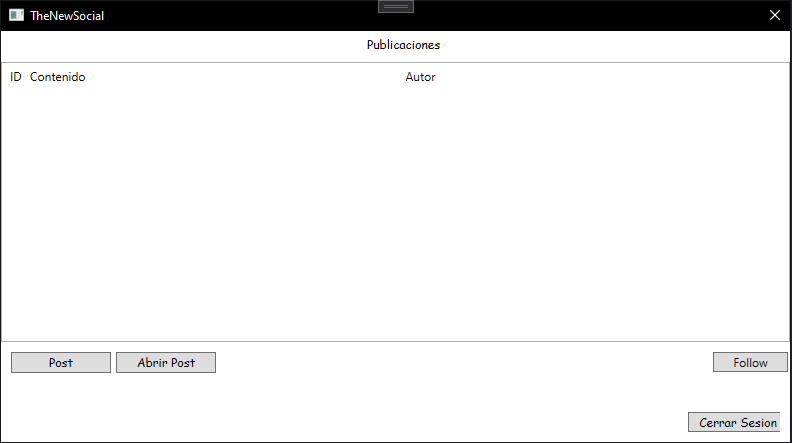 TheNewSocial
Publicaciones
ID Contenido Autor
Post Abrir Post Follow
Cerrar Sesion